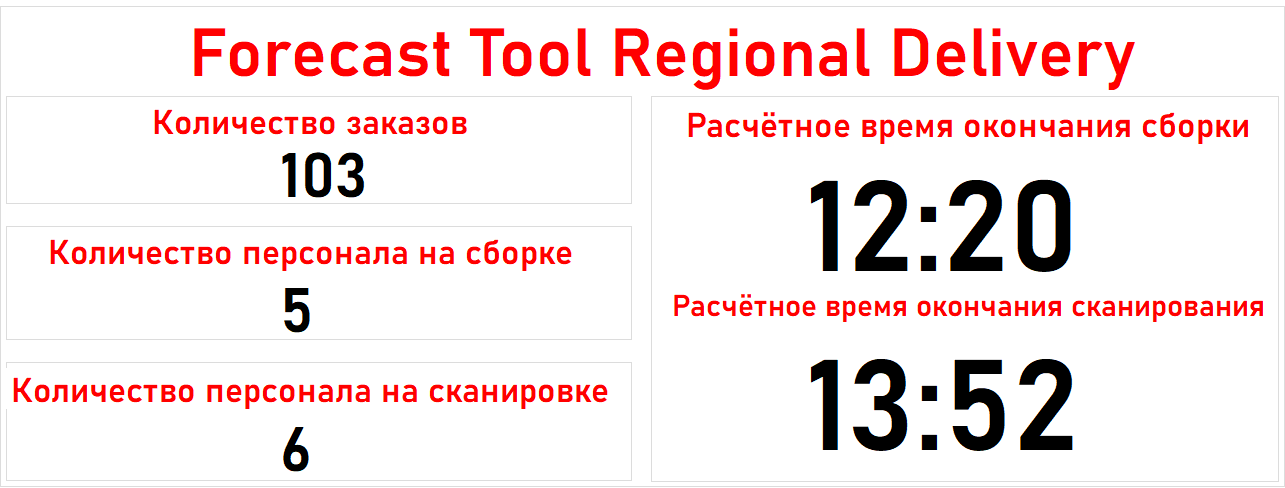 Forecast Tool Regional Delivery
Количество заказов
103
Количество персонала на сборке
5
Количество персонала на сканировке
6
Расчётное время окончания сборки
12:20
Расчётное время окончания сканирования
13:52